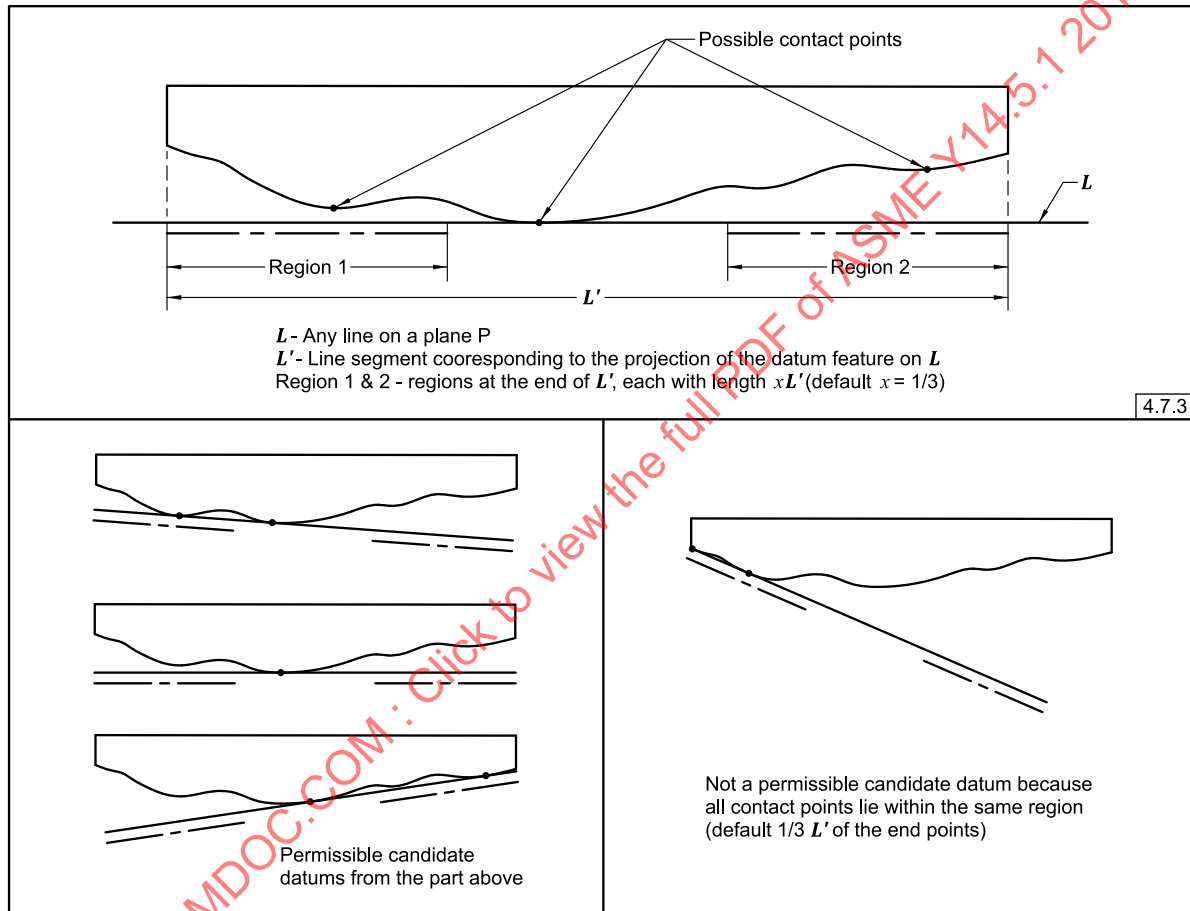 Possible contact points
L
Region 1
Region 2
L'
L - Any line on a plane P
L' - Line segment cooresponding to the projection of the datum feature on L
Region 1 & 2 - regions at the end of L', each with length xL' (default x = 1/3)
4.7.3
Permissible candidate
datums from the part above
Not a permissible candidate datum because
all contact points lie within the same region
(default 1/3 L' of the end points)
MDOC.COM : Click to view the full PDF of ASME Y14.5.1 201